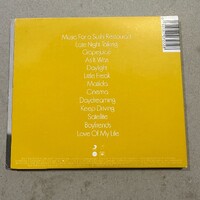 Music For a Sushi Restaurant
Late Night Talking
Grapejuice
As It Was
Daylight
Little Freak
Matilda
Cinema
Daydreaming
Keep Driving
Satellite
Boyfriends
Love Of My Life